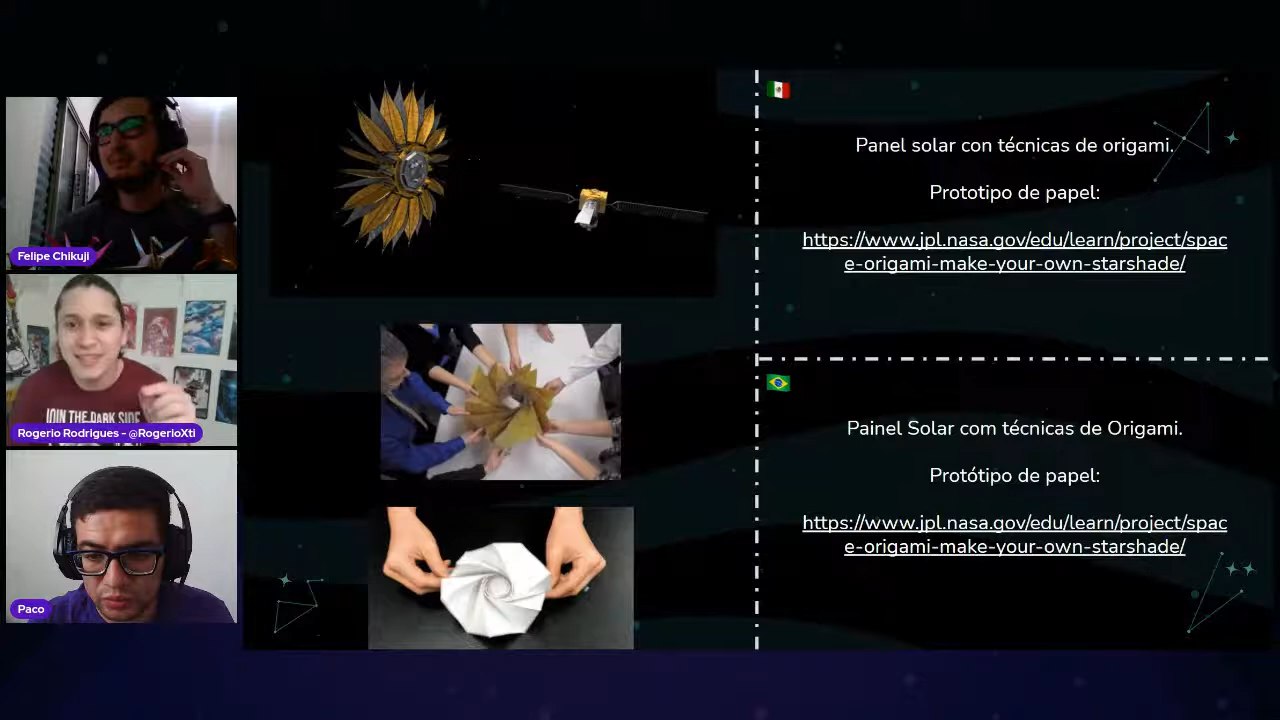 Felipe Chikuji
JOIN THE DARK SIDE
Rogerio Rodrigues - @RogerioXti
Paco
Panel solar con técnicas de origami.
Prototipo de papel:
https://www.jpl.nasa.gov/edu/learn/project/spac
e-origami-make-your-own-starshade/
Painel Solar com técnicas de Origami.
Protótipo de papel:
https://www.jpl.nasa.gov/edu/learn/project/spac
e-origami-make-your-own-starshade/